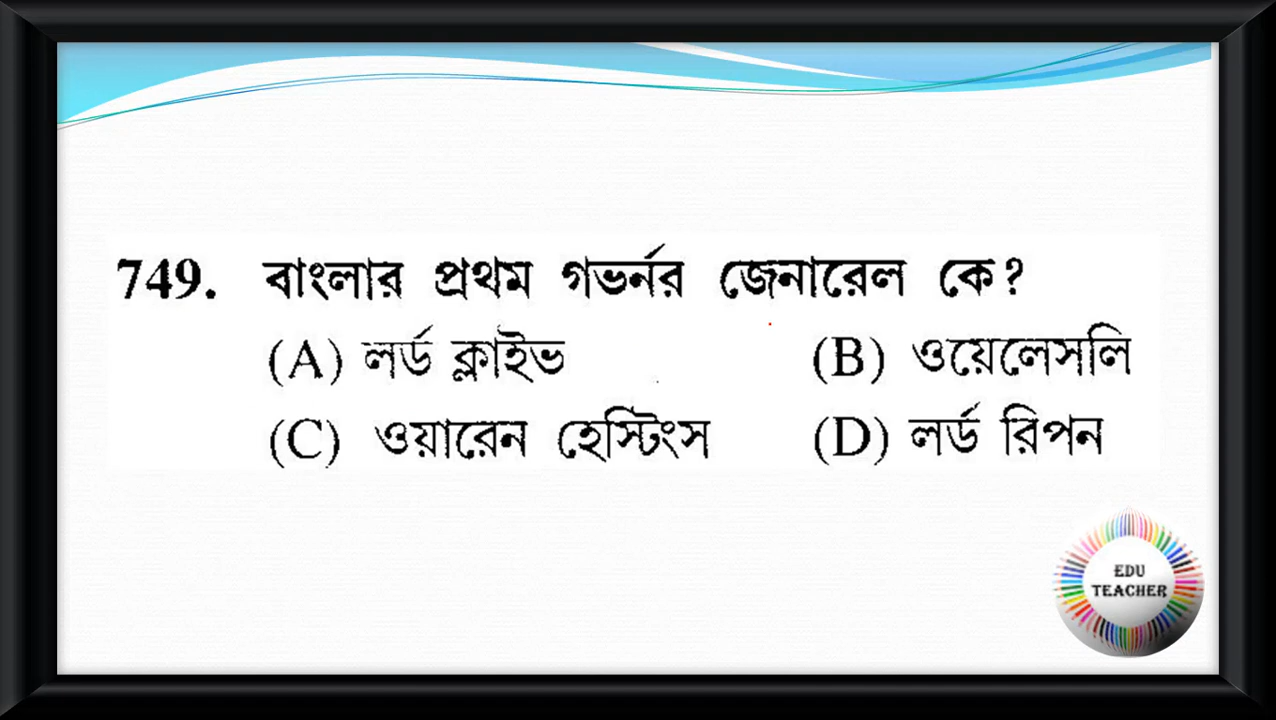 749. বাংলার প্রথম গভর্নর জেনারেল কে?
(A) লর্ড ক্লাইভ (B) ওয়েলেসলি
(C) ওয়ারেন হেস্টিংস (D) লর্ড রিপন
EDU
TEACHER